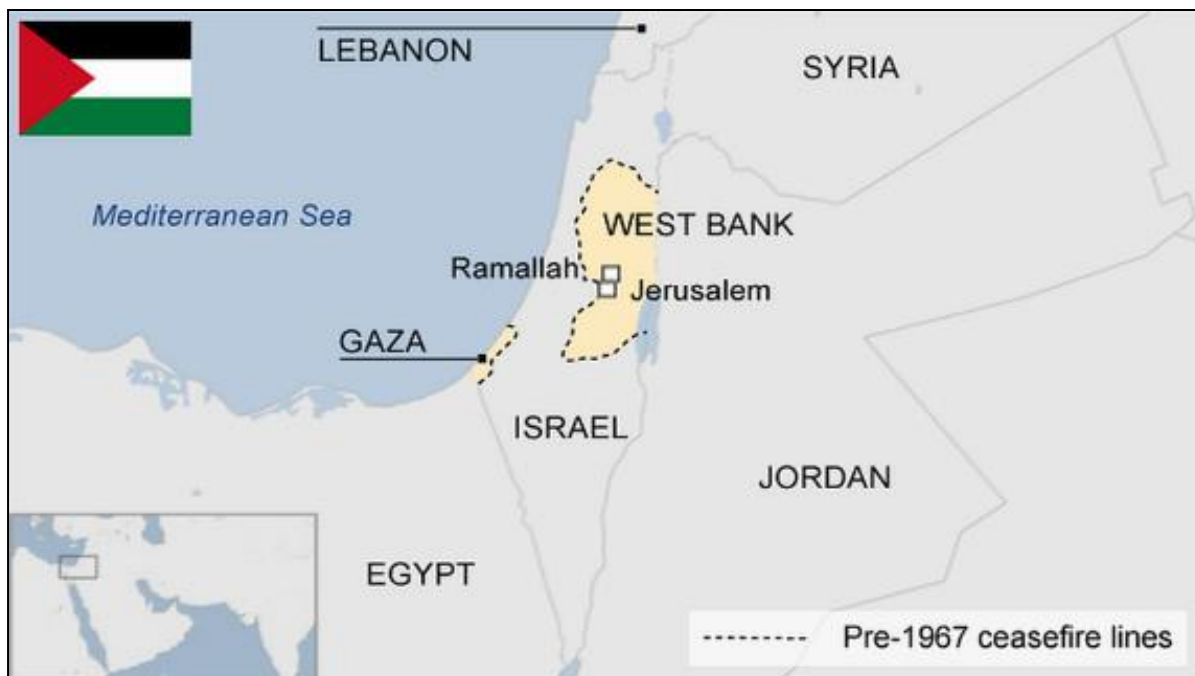 LEBANON
SYRIA
Mediterranean Sea
WEST BANK
Ramallah
Jerusalem
GAZA
ISRAEL
JORDAN
EGYPT
Pre-1967 ceasefire lines